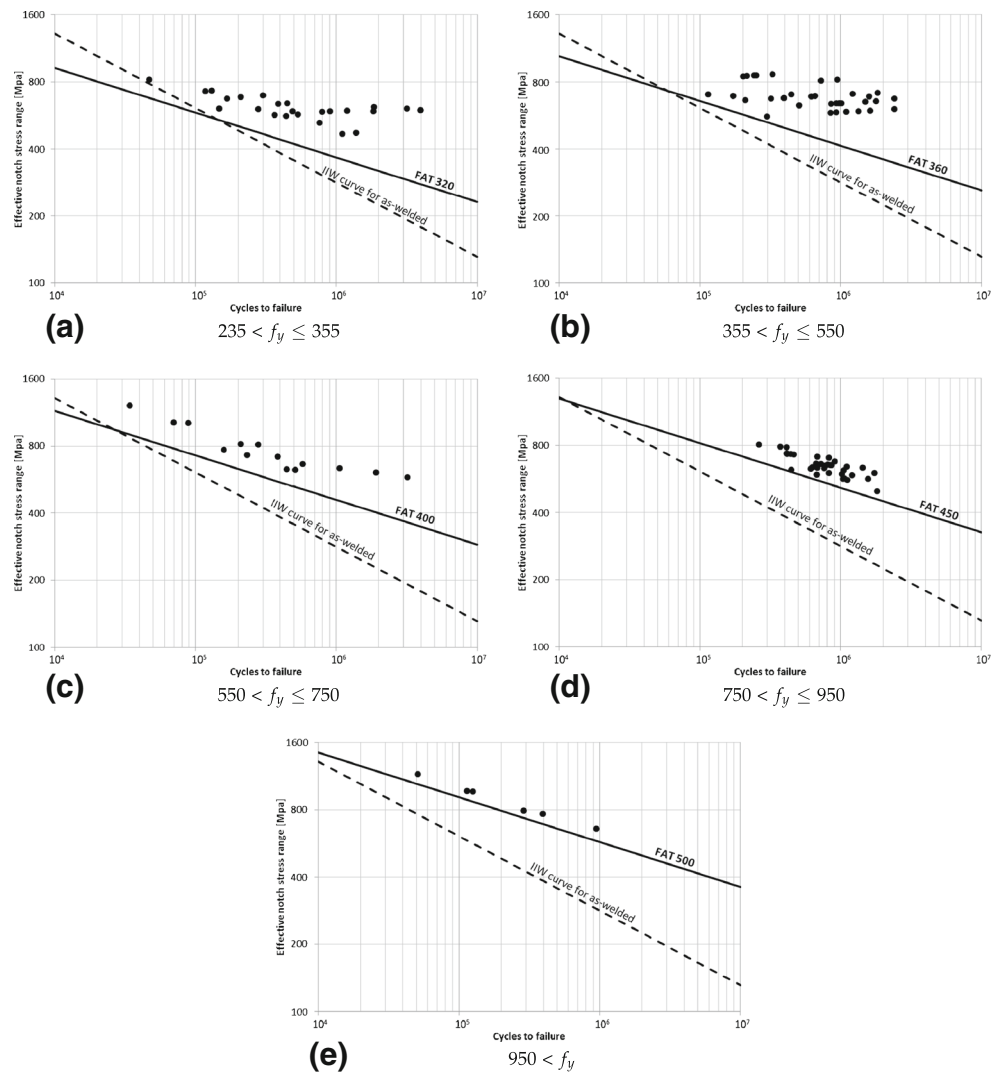 1600
800
400
200
100
Effective notch stress range [Mpa]
FAT 320
IIW curve for as-welded
10⁴
10⁵
10⁶
10⁷
Cycles to failure
(a)
235 < f_y ≤ 355
1600
800
400
200
100
Effective notch stress range [Mpa]
FAT 360
IIW curve for as-welded
10⁴
10⁵
10⁶
10⁷
Cycles to failure
(b)
355 < f_y ≤ 550
1600
800
400
200
100
Effective notch stress range [Mpa]
FAT 400
IIW curve for as-welded
10⁴
10⁵
10⁶
10⁷
Cycles to failure
(c)
550 < f_y ≤ 750
1600
800
400
200
100
Effective notch stress range [Mpa]
FAT 450
IIW curve for as-welded
10⁴
10⁵
10⁶
10⁷
Cycles to failure
(d)
750 < f_y ≤ 950
1600
800
400
200
100
Effective notch stress range [Mpa]
FAT 500
IIW curve for as-welded
10⁴
10⁵
10⁶
10⁷
Cycles to failure
(e)
950 < f_y